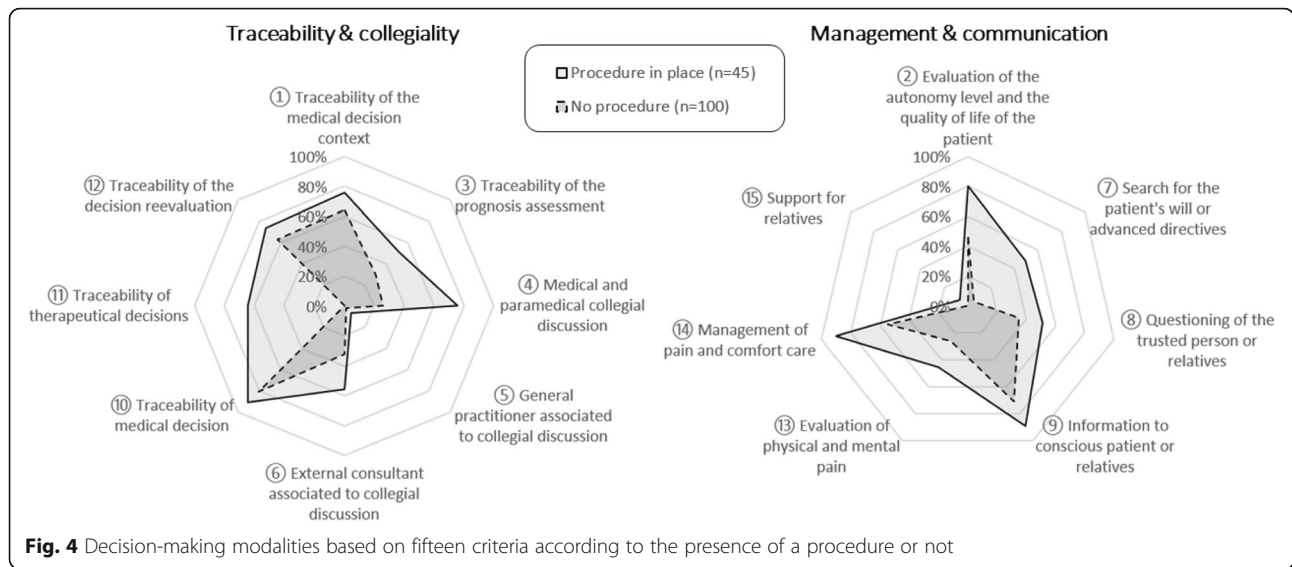 Traceability & collegiality
Management & communication
Procedure in place (n=45)
No procedure (n=100)
① Traceability of the
medical decision
context
③ Traceability of the
prognosis assessment
④ Medical and
paramedical collegial
discussion
⑤ General
practitioner associated
to collegial discussion
⑥ External consultant
associated to collegial
discussion
⑩ Traceability of
medical decision
⑪ Traceability of
therapeutical decisions
⑫ Traceability of the
decision reevaluation
100%
80%
60%
40%
20%
0%
② Evaluation of the
autonomy level and the
quality of life of the
patient
⑦ Search for the
patient's will or
advanced directives
⑧ Questioning of the
trusted person or
relatives
⑨ Information to
conscious patient or
relatives
⑬ Evaluation of
physical and mental
pain
⑭ Management of
pain and comfort care
⑮ Support for
relatives
100%
80%
60%
40%
20%
0%
Fig. 4 Decision-making modalities based on fifteen criteria according to the presence of a procedure or not